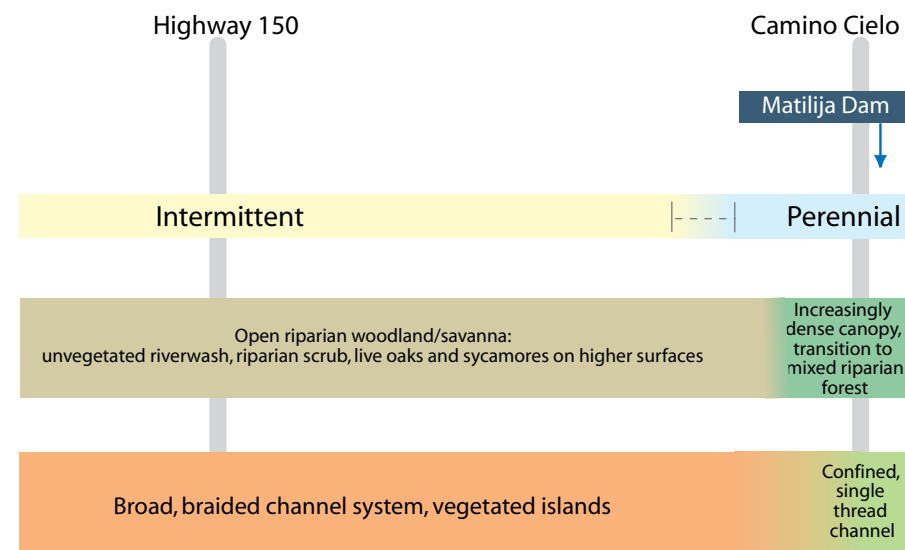 Highway 150
Camino Cielo
Matilija Dam
Intermittent
Perennial
Open riparian woodland/savanna:
unvegetated riverwash, riparian scrub, live oaks and sycamores on higher surfaces
Increasingly
dense canopy,
transition to
mixed riparian
forest
Broad, braided channel system, vegetated islands
Confined,
single
thread
channel